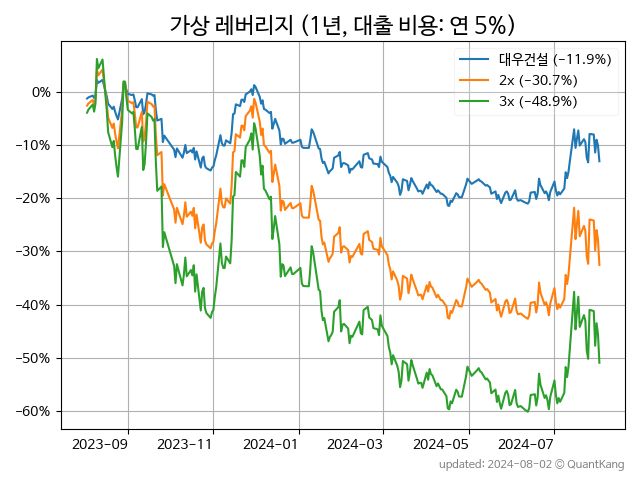 가상 레버리지 (1년, 대출 비용: 연 5%)
대우건설 (−11.9%)
2x (−30.7%)
3x (−48.9%)
0%
−10%
−20%
−30%
−40%
−50%
−60%
2023-09
2023-11
2024-01
2024-03
2024-05
2024-07
updated: 2024-08-02 © QuantKang